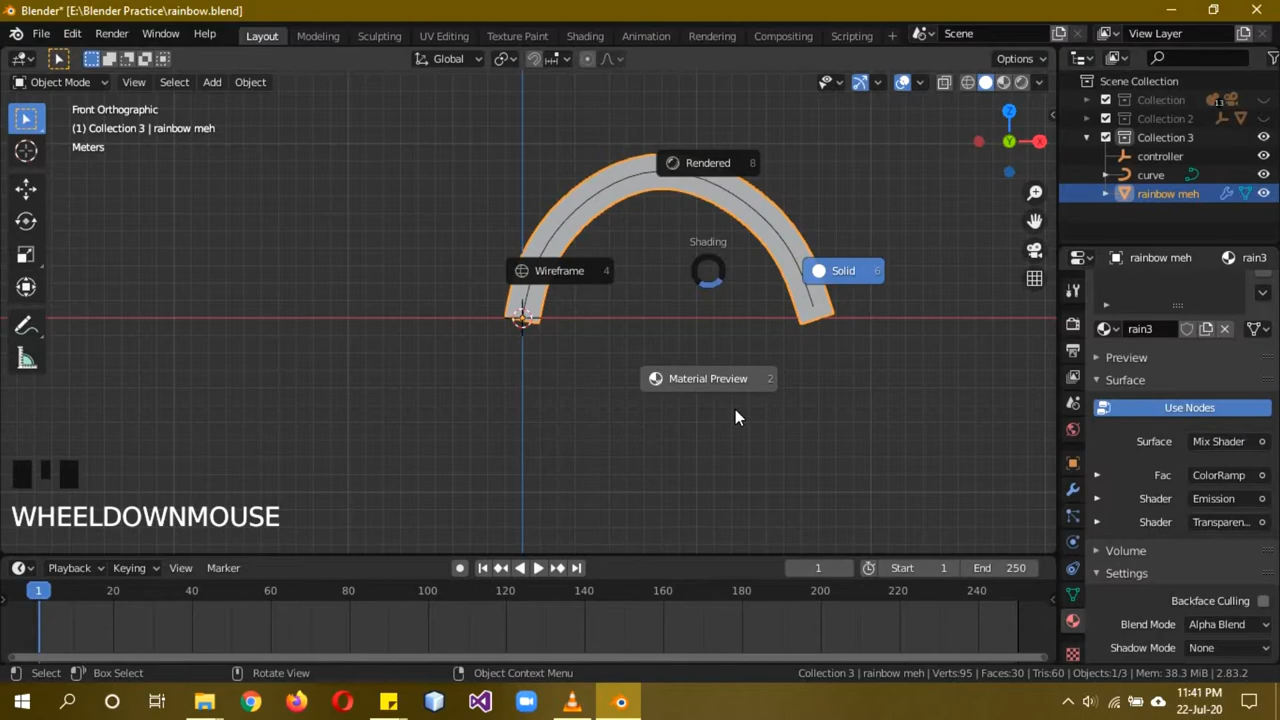 Blender* [E:\Blender Practice\rainbow.blend]
File Edit Render Window Help Layout Modeling Sculpting UV Editing Texture Paint Shading Animation Rendering Compositing Scripting + Scene View Layer
Global Options
Object Mode View Select Add Object
Front Orthographic
(1) Collection 3 | rainbow meh
Meters
Z
Y
X
Scene Collection
Collection 13
Collection 2
Collection 3
controller
curve
rainbow meh
Rendered 8
Shading
Wireframe 4
Solid 6
Material Preview 2
rainbow meh rain3
rain3
Preview
Surface
Use Nodes
Surface Mix Shader
Fac ColorRamp
Shader Emission
Shader Transparen...
Volume
Settings
Backface Culling
Blend Mode Alpha Blend
Shadow Mode None
WHEELDOWNMOUSE
Playback Keying View Marker 1 Start 1 End 250
1 20 40 60 80 100 120 140 160 180 200 220 240
Select Box Select Rotate View Object Context Menu Collection 3 | rainbow meh | Verts:95 | Faces:30 | Tris:60 | Objects:1/3 | Mem: 38.3 MiB | 2.83.2
11:41 PM
22-Jul-20